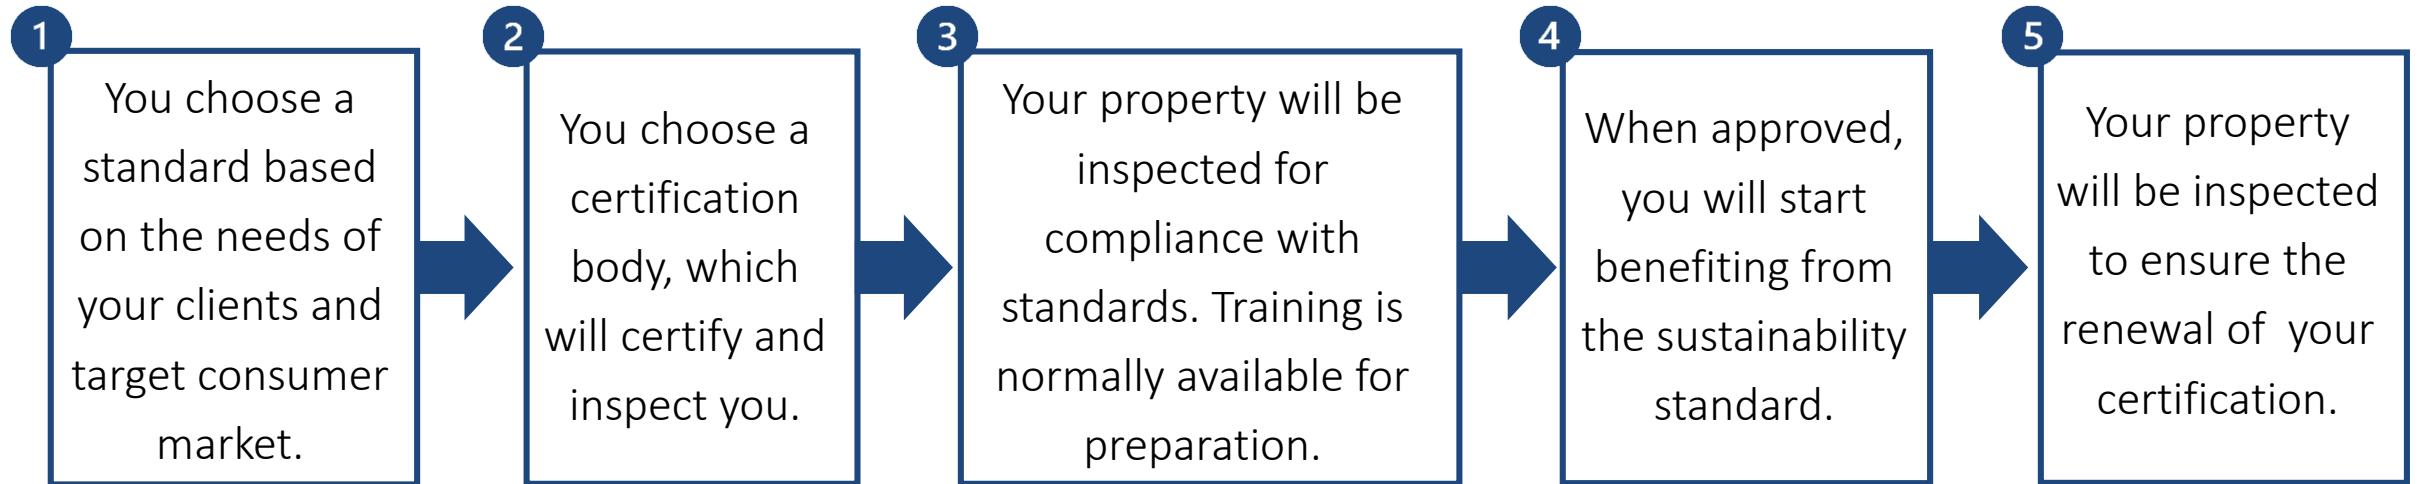 1
You choose a
standard based
on the needs of
your clients and
target consumer
market.
2
You choose a
certification
body, which
will certify and
inspect you.
3
Your property will be
inspected for
compliance with
standards. Training is
normally available for
preparation.
4
When approved,
you will start
benefiting from
the sustainability
standard.
5
Your property
will be inspected
to ensure the
renewal of  your
certification.